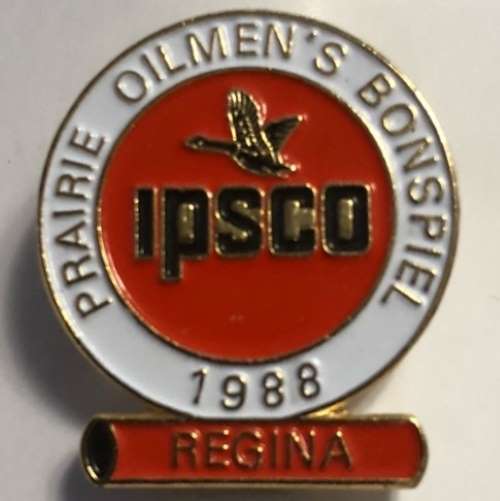 PRAIRIE OILMEN'S BONSPIEL
IPSCO
1988
REGINA